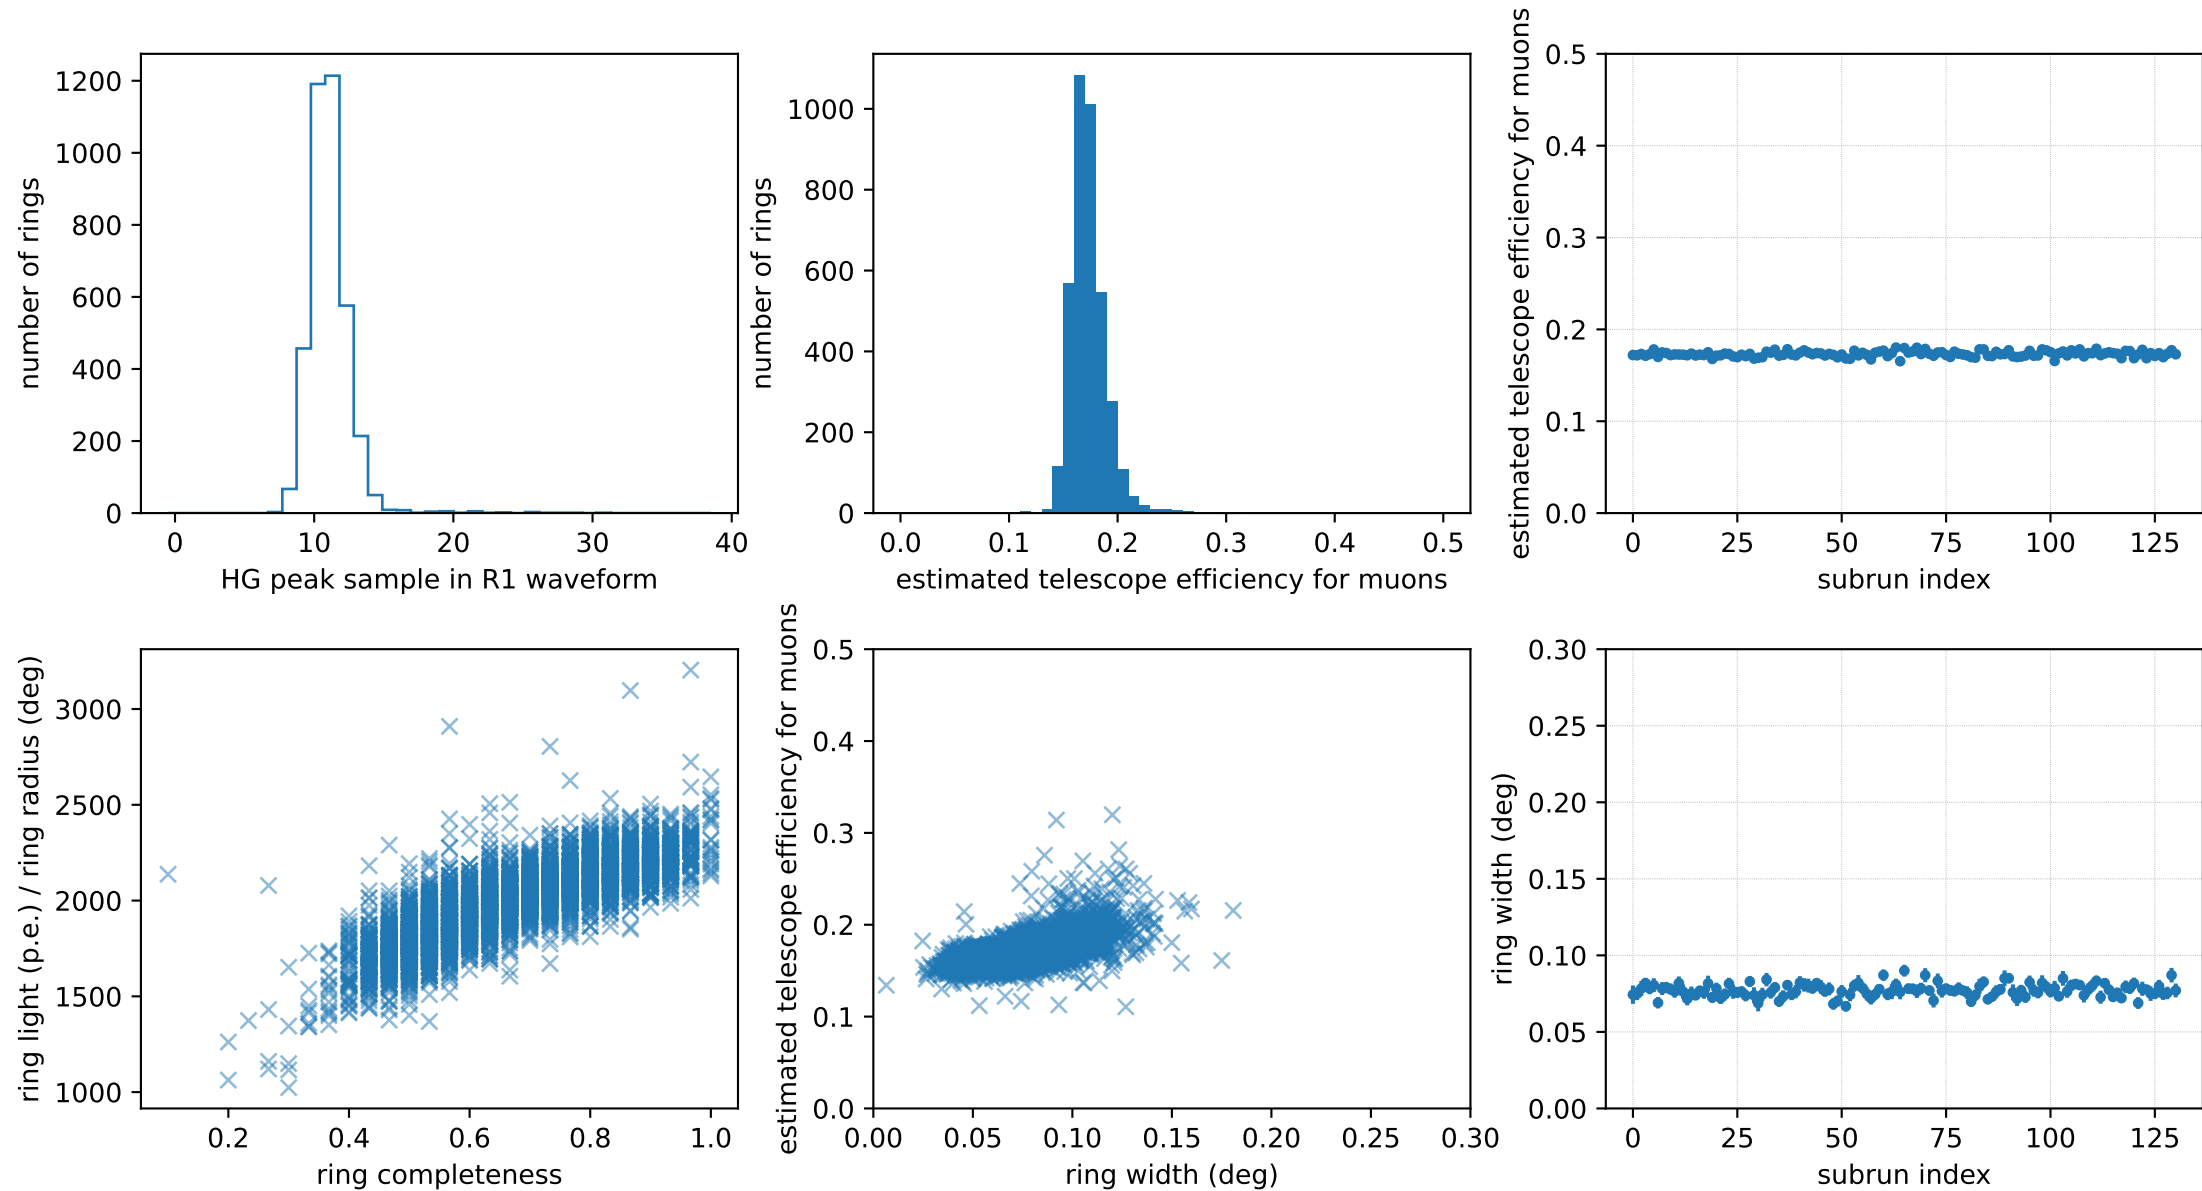 number of rings
1200
1000
800
600
400
200
0
0 10 20 30 40
HG peak sample in R1 waveform
number of rings
1000
800
600
400
200
0
0.0 0.1 0.2 0.3 0.4 0.5
estimated telescope efficiency for muons
estimated telescope efficiency for muons
0.5
0.4
0.3
0.2
0.1
0.0
0 25 50 75 100 125
subrun index
ring light (p.e.) / ring radius (deg)
3000
2500
2000
1500
1000
0.2 0.4 0.6 0.8 1.0
ring completeness
estimated telescope efficiency for muons
0.5
0.4
0.3
0.2
0.1
0.0
0.00 0.05 0.10 0.15 0.20 0.25 0.30
ring width (deg)
ring width (deg)
0.30
0.25
0.20
0.15
0.10
0.05
0.00
0 25 50 75 100 125
subrun index